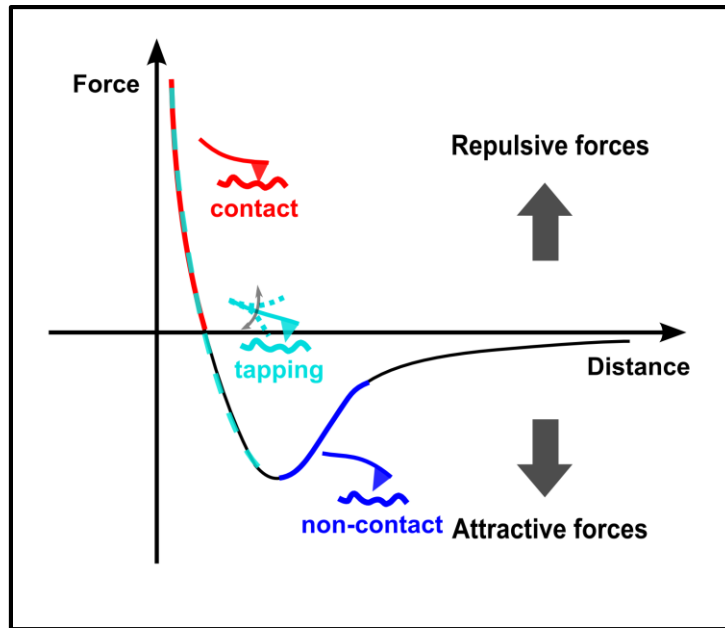 Force
Repulsive forces
contact
tapping
Distance
non-contact
Attractive forces